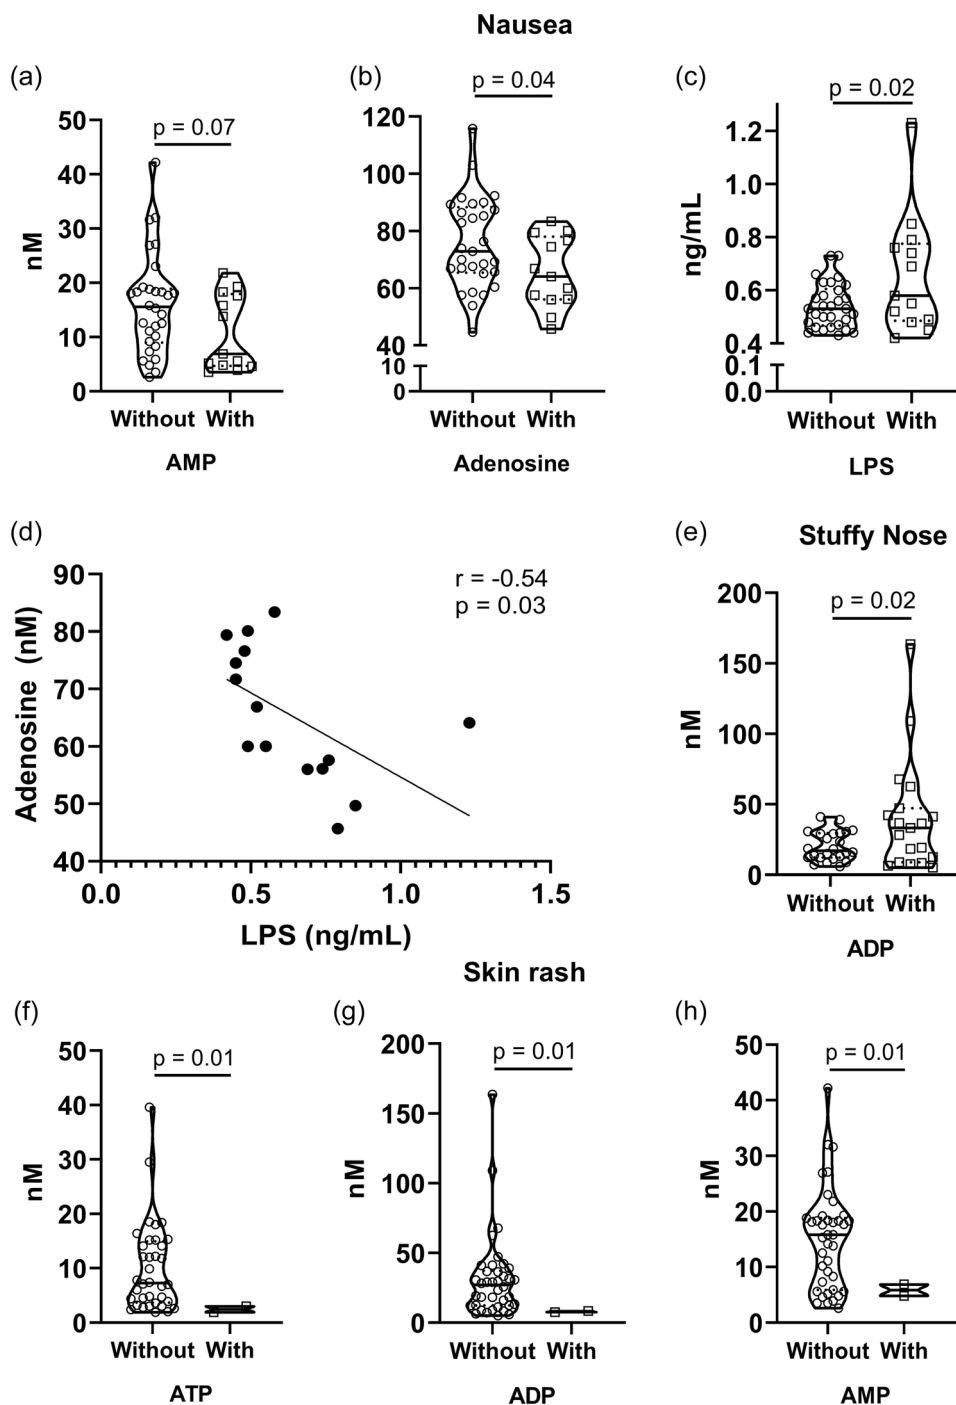 Nausea
(a)
(b)
(c)
p = 0.07
p = 0.04
p = 0.02
50
40
30
20
10
0
nM
Without With
AMP
120
100
80
60
40
10
0
Without With
Adenosine
1.2
1.0
0.8
0.6
0.4
0.1
0.0
ng/mL
Without With
LPS
(d)
r = -0.54
p = 0.03
90
80
70
60
50
40
Adenosine (nM)
0.0 0.5 1.0 1.5
LPS (ng/mL)
(e)
Stuffy Nose
p = 0.02
200
150
100
50
0
nM
Without With
ADP
Skin rash
(f)
p = 0.01
50
40
30
20
10
0
nM
Without With
ATP
(g)
p = 0.01
200
150
100
50
0
nM
Without With
ADP
(h)
p = 0.01
50
40
30
20
10
0
nM
Without With
AMP